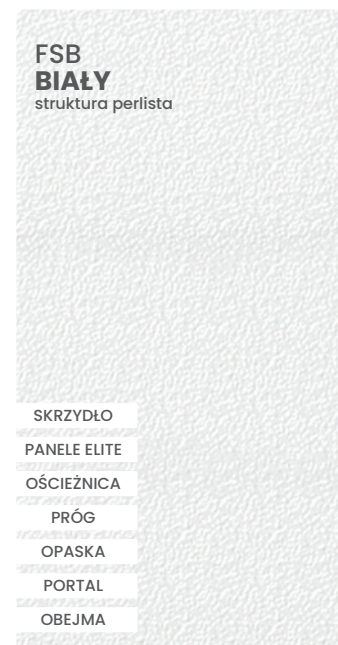 FSB
BIAŁY
struktura perlista
SKRZYDŁO
PANELE ELITE
OŚCIEŻNICA
PRÓG
OPASKA
PORTAL
OBEJMA